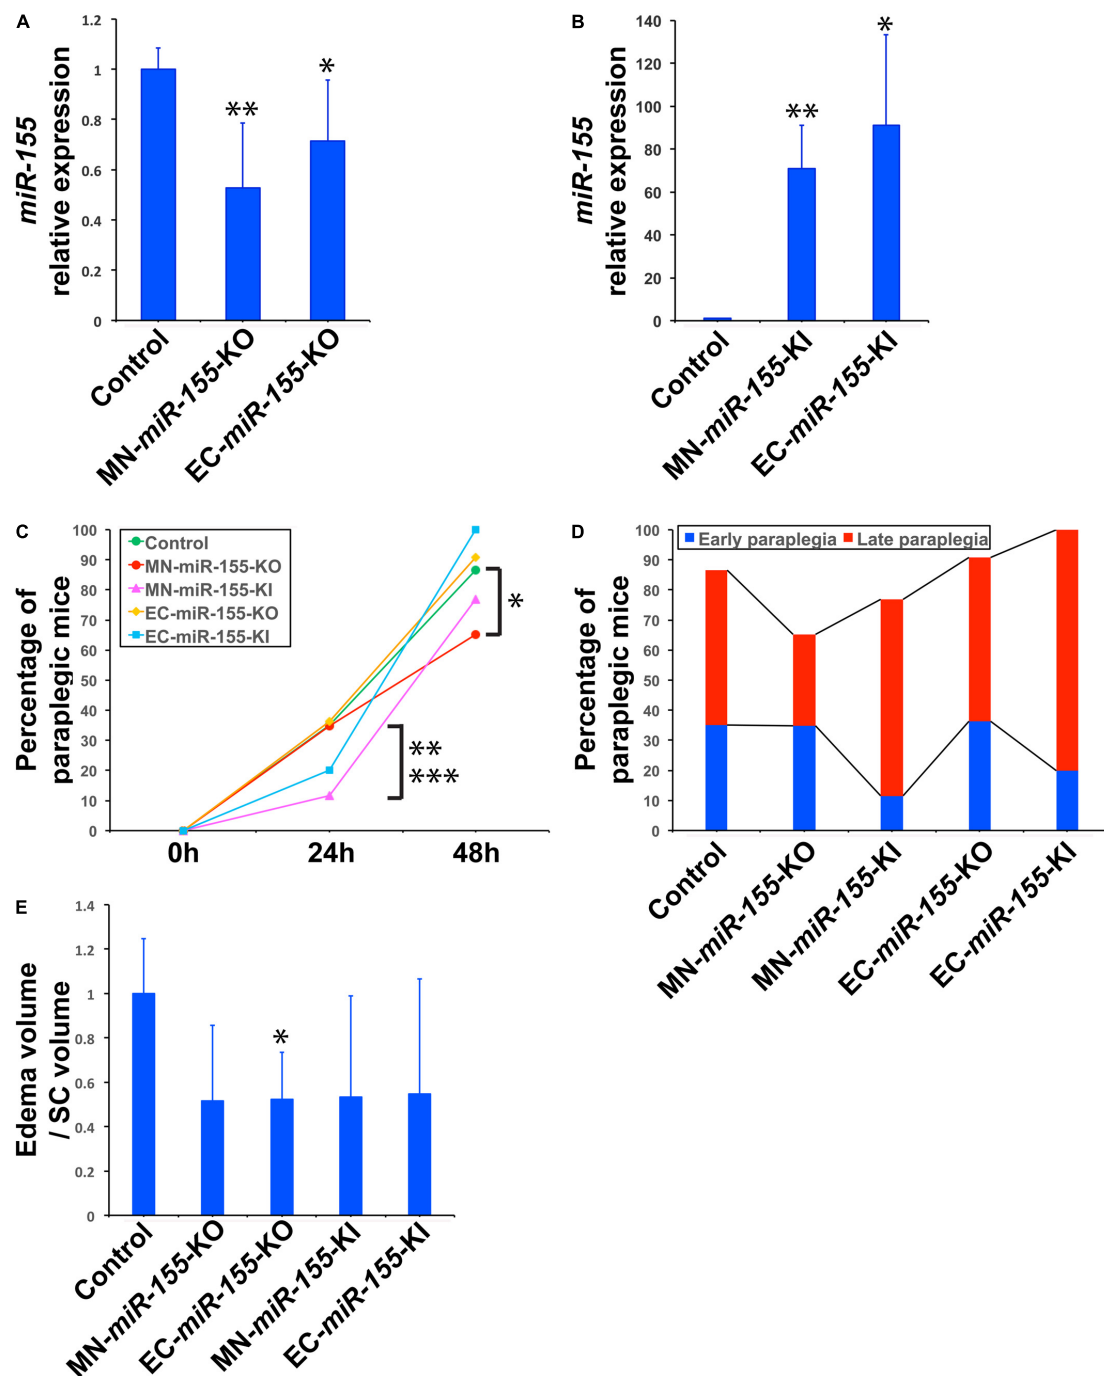 A
miR-155
relative expression
1.2
1
0.8
0.6
0.4
0.2
0
**
*
Control
MN-miR-155-KO
EC-miR-155-KO
B
miR-155
relative expression
140
120
100
80
60
40
20
0
**
*
Control
MN-miR-155-KI
EC-miR-155-KI
C
Percentage of
paraplegic mice
100
90
80
70
60
50
40
30
20
10
0
Control
MN-miR-155-KO
MN-miR-155-KI
EC-miR-155-KO
EC-miR-155-KI
*
**
***
0h
24h
48h
D
Percentage of
paraplegic mice
100
90
80
70
60
50
40
30
20
10
0
Early paraplegia Late paraplegia
Control
MN-miR-155-KO
MN-miR-155-KI
EC-miR-155-KO
EC-miR-155-KI
E
Edema volume
/ SC volume
1.4
1.2
1
0.8
0.6
0.4
0.2
0
*
Control
MN-miR-155-KO
EC-miR-155-KO
MN-miR-155-KI
EC-miR-155-KI